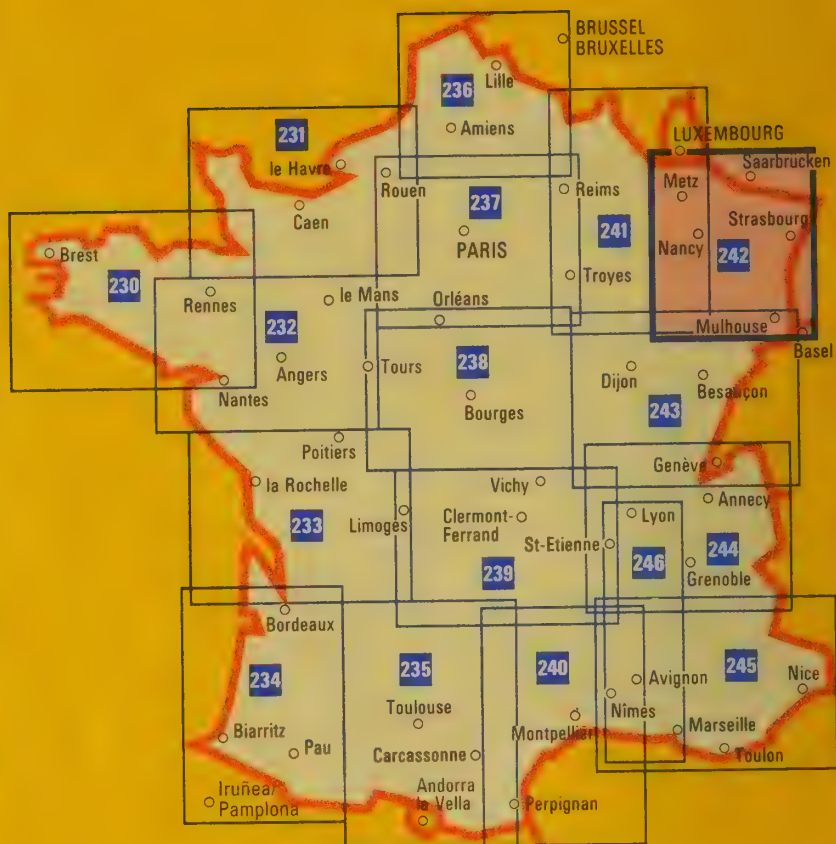 BRUSSEL
BRUXELLES
Lille
236
Amiens
231
LUXEMBOURG
le Havre
Saarbrücken
Rouen
Metz
Reims
Caen
237
241
Strasbourg
PARIS
Nancy
242
Brest
230
Troyes
Rennes
le Mans
Orléans
232
Mulhouse
Basel
Angers
Tours
238
Dijon
Besançon
Nantes
Bourges
243
Poitiers
Genève
la Rochelle
Vichy
Annecy
233
Limoges
Clermont-
Ferrand
Lyon
St-Etienne
246
244
239
Grenoble
Bordeaux
234
235
240
Avignon
245
Nice
Toulouse
Nîmes
Biarritz
Montpellier
Marseille
Pau
Carcassonne
Toulon
Iruñea/
Pamplona
Andorra
la Vella
Perpignan